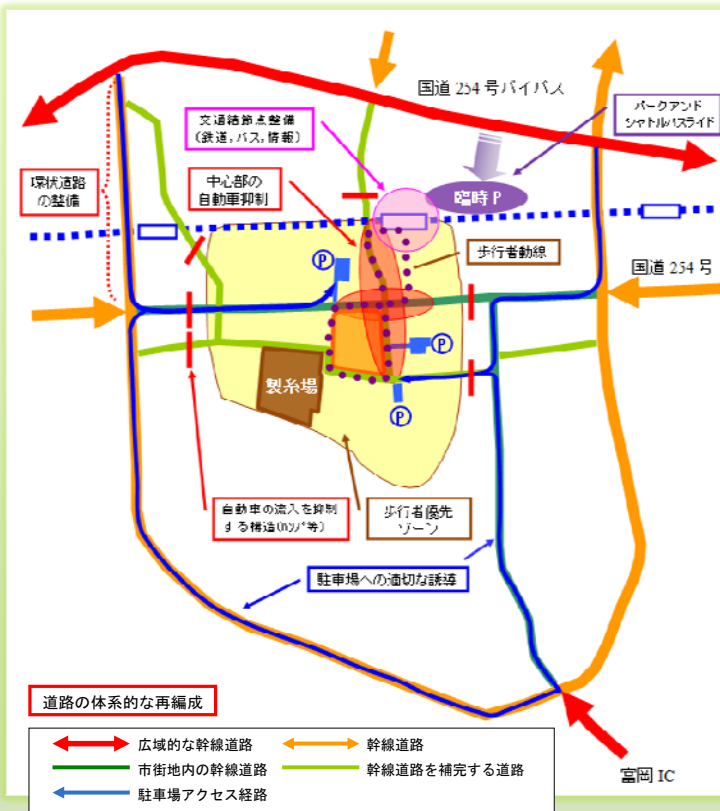 国道 254 号バイパス
パークアンド
シャトルバスライド
交通結節点整備
(鉄道,バス,情報)
環状道路
の整備
中心部の
自動車抑制
臨時 P
歩行者動線
国道 254 号
P
P
製糸場
P
自動車の流入を抑制
する構造(ハンプ等)
歩行者優先
ゾーン
駐車場への適切な誘導
道路の体系的な再編成
広域的な幹線道路
幹線道路
市街地内の幹線道路
幹線道路を補完する道路
駐車場アクセス経路
富岡 IC